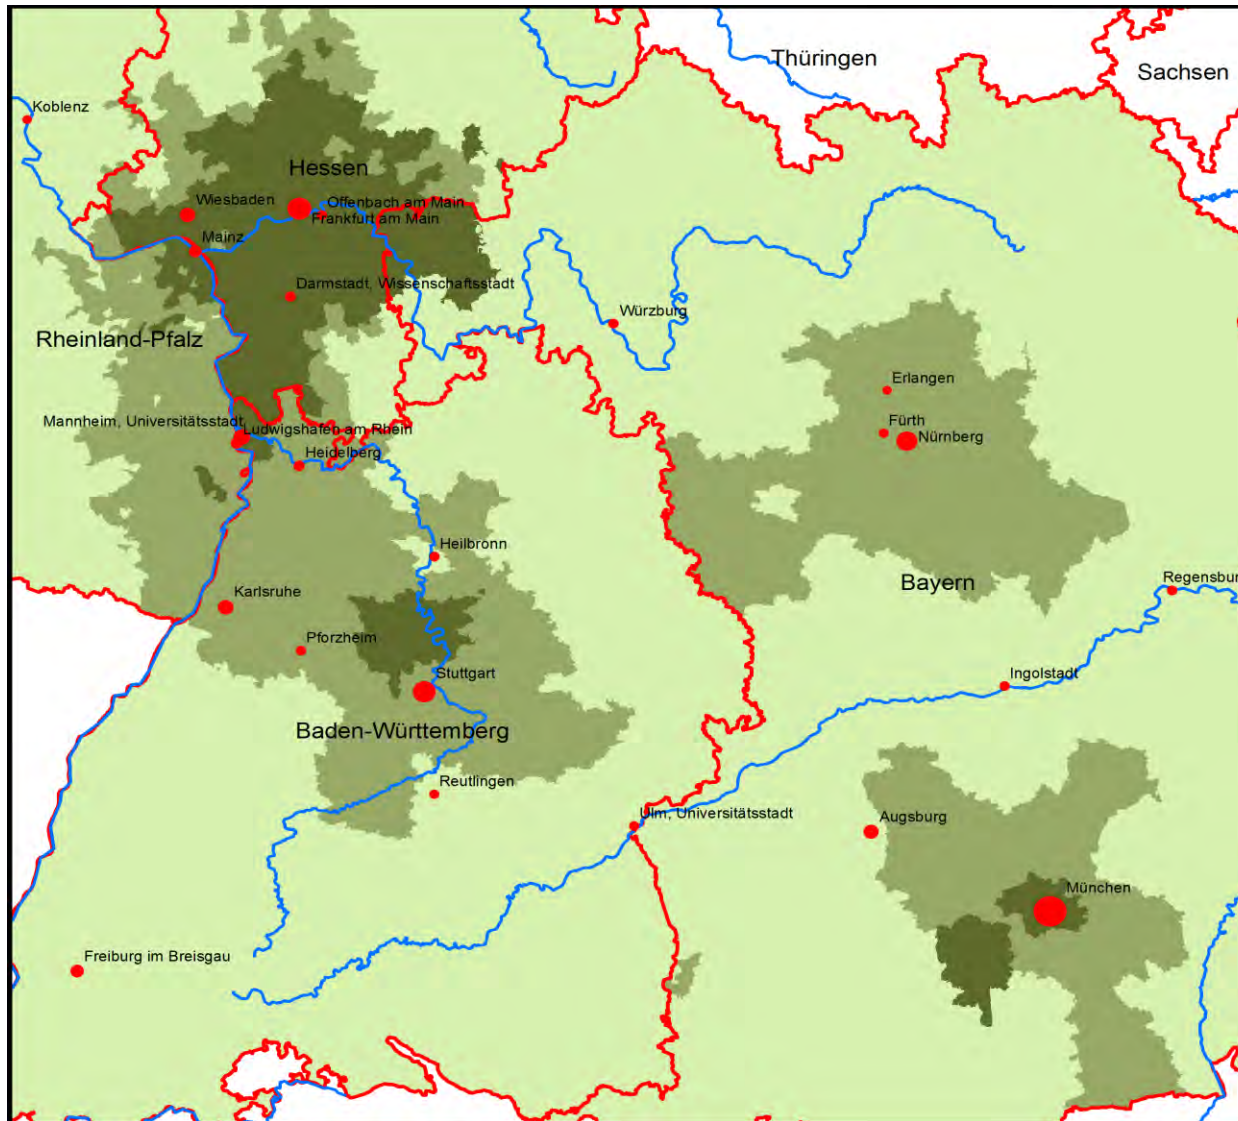 Thüringen
Sachsen
Koblenz
Hessen
Wiesbaden
Offenbach am Main
Frankfurt am Main
Mainz
Darmstadt, Wissenschaftsstadt
Würzburg
Rheinland-Pfalz
Erlangen
Mannheim, Universitätsstadt
Ludwigshafen am Rhein
Fürth
Nürnberg
Heidelberg
Heilbronn
Bayern
Regensbur
Karlsruhe
Pforzheim
Stuttgart
Ingolstadt
Baden-Württemberg
Reutlingen
Ulm, Universitätsstadt
Augsburg
München
Freiburg im Breisgau